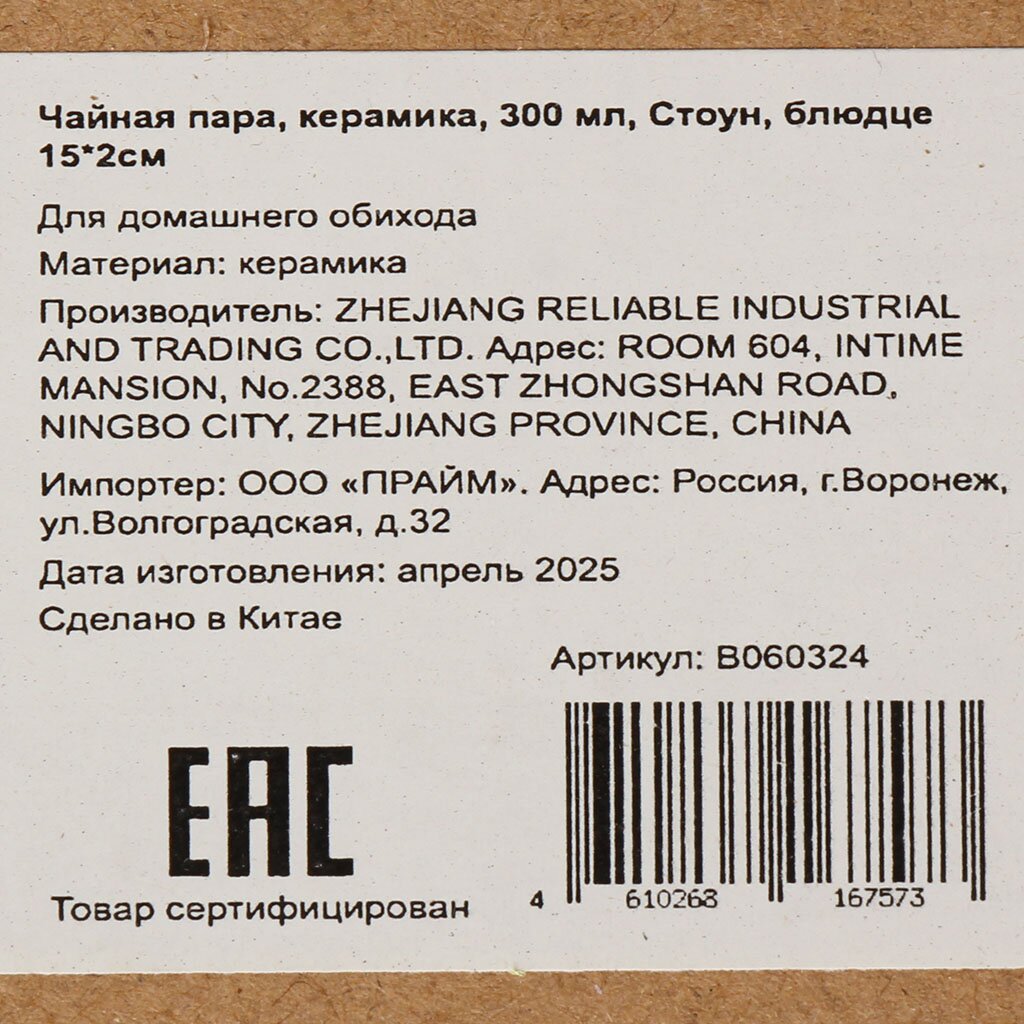 Чайная пара, керамика, 300 мл, Стоун, блюдце
15*2см
Для домашнего обихода
Материал: керамика
Производитель: ZHEJIANG RELIABLE INDUSTRIAL
AND TRADING CO.,LTD. Адрес: ROOM 604, INTIME
MANSION, No.2388, EAST ZHONGSHAN ROAD,
NINGBO CITY, ZHEJIANG PROVINCE, CHINA
Импортер: ООО «ПРАЙМ». Адрес: Россия, г.Воронеж,
ул.Волгоградская, д.32
Дата изготовления: апрель 2025
Сделано в Китае
Артикул: B060324
EAC
Товар сертифицирован
4 610268 167573